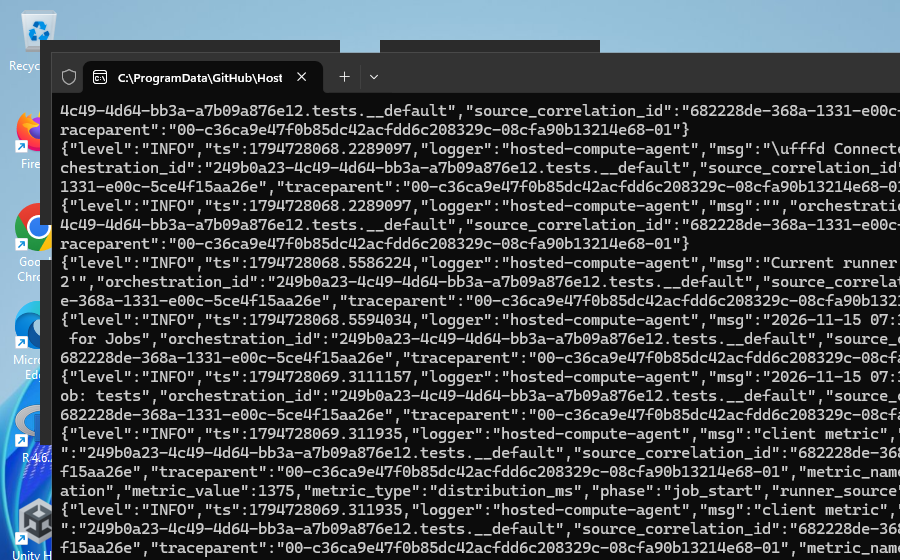 Recyc
Fire
Goo
Chro
Micro
Ed
R 4.6.
Unity H
C:\ProgramData\GitHub\Host
4c49-4d64-bb3a-a7b09a876e12.tests.__default","source_correlation_id":"682228de-368a-1331-e00c-
raceparent":"00-c36ca9e47f0b85dc42acfdd6c208329c-08cfa90b13214e68-01"}
{"level":"INFO","ts":1794728068.2289097,"logger":"hosted-compute-agent","msg":"\ufffd Connecte
chestration_id":"249b0a23-4c49-4d64-bb3a-a7b09a876e12.tests.__default","source_correlation_id":"
1331-e00c-5ce4f15aa26e","traceparent":"00-c36ca9e47f0b85dc42acfdd6c208329c-08cfa90b13214e68-01
{"level":"INFO","ts":1794728068.2289097,"logger":"hosted-compute-agent","msg":"","orchestratio
4c49-4d64-bb3a-a7b09a876e12.tests.__default","source_correlation_id":"682228de-368a-1331-e00c-
raceparent":"00-c36ca9e47f0b85dc42acfdd6c208329c-08cfa90b13214e68-01"}
{"level":"INFO","ts":1794728068.5586224,"logger":"hosted-compute-agent","msg":"Current runner
2'","orchestration_id":"249b0a23-4c49-4d64-bb3a-a7b09a876e12.tests.__default","source_correlat
e-368a-1331-e00c-5ce4f15aa26e","traceparent":"00-c36ca9e47f0b85dc42acfdd6c208329c-08cfa90b1321
{"level":"INFO","ts":1794728068.5594034,"logger":"hosted-compute-agent","msg":"2026-11-15 07:1
for Jobs","orchestration_id":"249b0a23-4c49-4d64-bb3a-a7b09a876e12.tests.__default","source_c
682228de-368a-1331-e00c-5ce4f15aa26e","traceparent":"00-c36ca9e47f0b85dc42acfdd6c208329c-08cfa
{"level":"INFO","ts":1794728069.3111157,"logger":"hosted-compute-agent","msg":"2026-11-15 07:1
ob: tests","orchestration_id":"249b0a23-4c49-4d64-bb3a-a7b09a876e12.tests.__default","source_c
682228de-368a-1331-e00c-5ce4f15aa26e","traceparent":"00-c36ca9e47f0b85dc42acfdd6c208329c-08cfa
{"level":"INFO","ts":1794728069.311935,"logger":"hosted-compute-agent","msg":"client metric",
":"249b0a23-4c49-4d64-bb3a-a7b09a876e12.tests.__default","source_correlation_id":"682228de-368
f15aa26e","traceparent":"00-c36ca9e47f0b85dc42acfdd6c208329c-08cfa90b13214e68-01","metric_name
ation","metric_value":1375,"metric_type":"distribution_ms","phase":"job_start","runner_source"
{"level":"INFO","ts":1794728069.311935,"logger":"hosted-compute-agent","msg":"client metric",
":"249b0a23-4c49-4d64-bb3a-a7b09a876e12.tests.__default","source_correlation_id":"682228de-368
f15aa26e","traceparent":"00-c36ca9e47f0b85dc42acfdd6c208329c-08cfa90b13214e68-01","metric_name